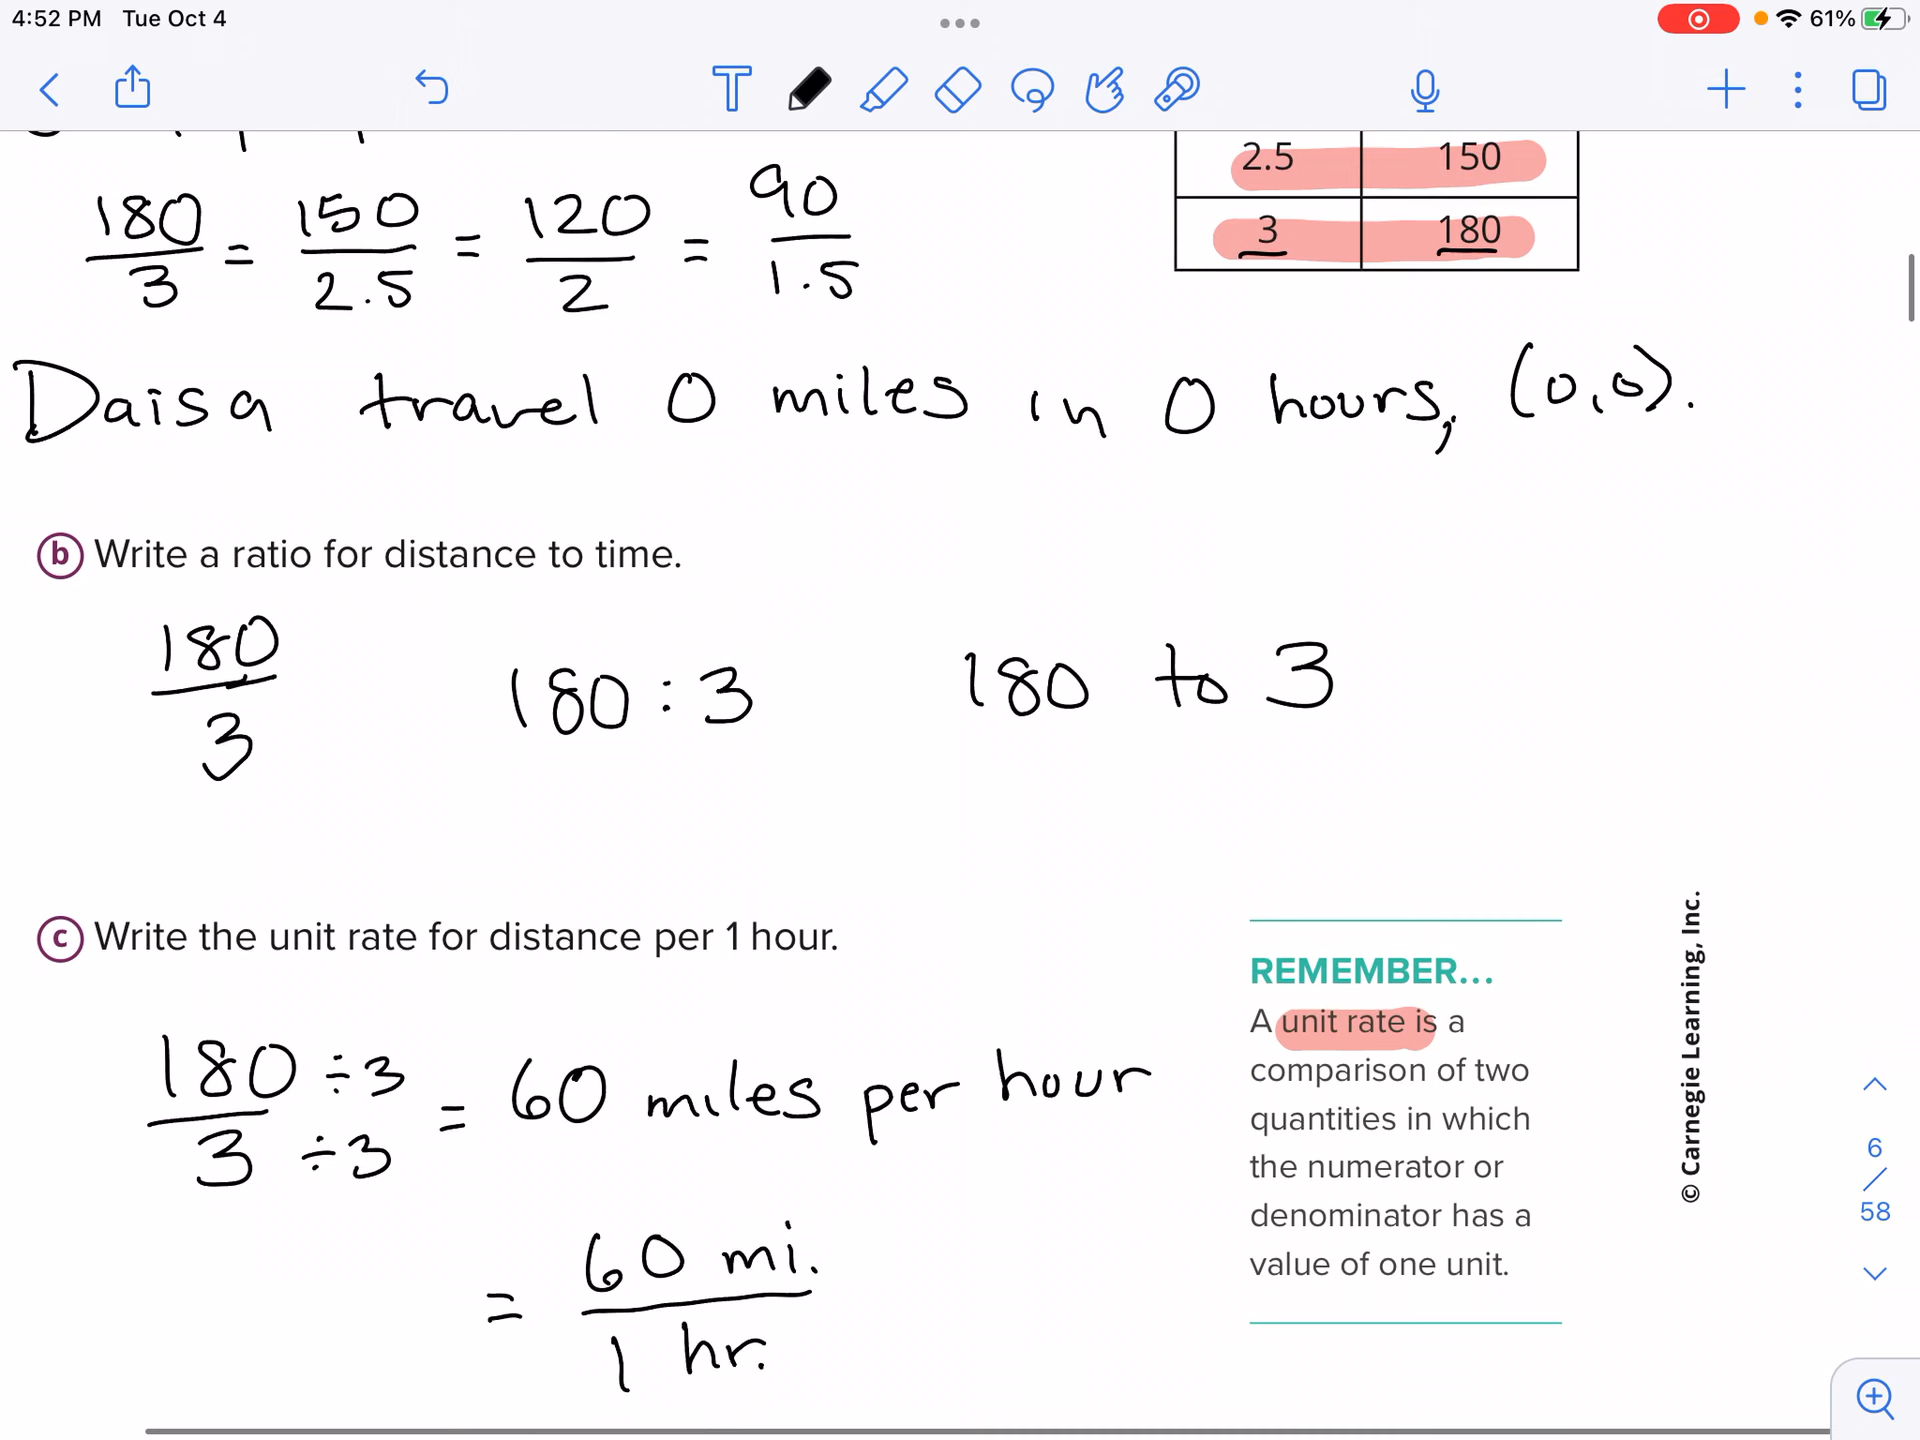 4:52 PM Tue Oct 4
61%
T
2.5 150
3 180
180/3 = 150/2.5 = 120/2 = 90/1.5
Daisa travel 0 miles in 0 hours, (0,0).
b Write a ratio for distance to time.
180/3 180 : 3 180 to 3
c Write the unit rate for distance per 1 hour.
180 ÷3 / 3 ÷3 = 60 miles per hour
= 60 mi. / 1 hr.
REMEMBER...
A unit rate is a
comparison of two
quantities in which
the numerator or
denominator has a
value of one unit.
© Carnegie Learning, Inc.
6
/
58